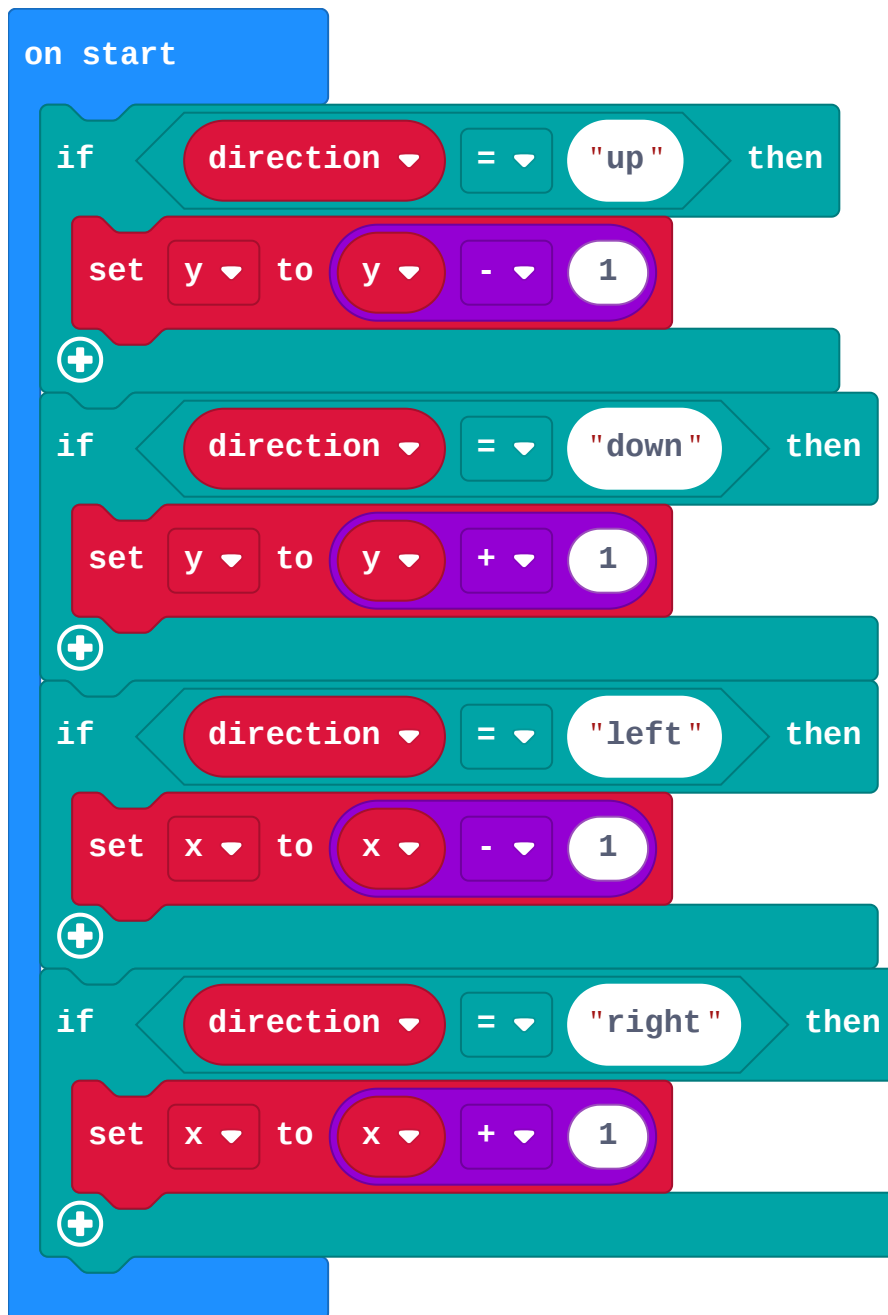 on start
if direction = "up" then
set y to y - 1
if direction = "down" then
set y to y + 1
if direction = "left" then
set x to x - 1
if direction = "right" then
set x to x + 1